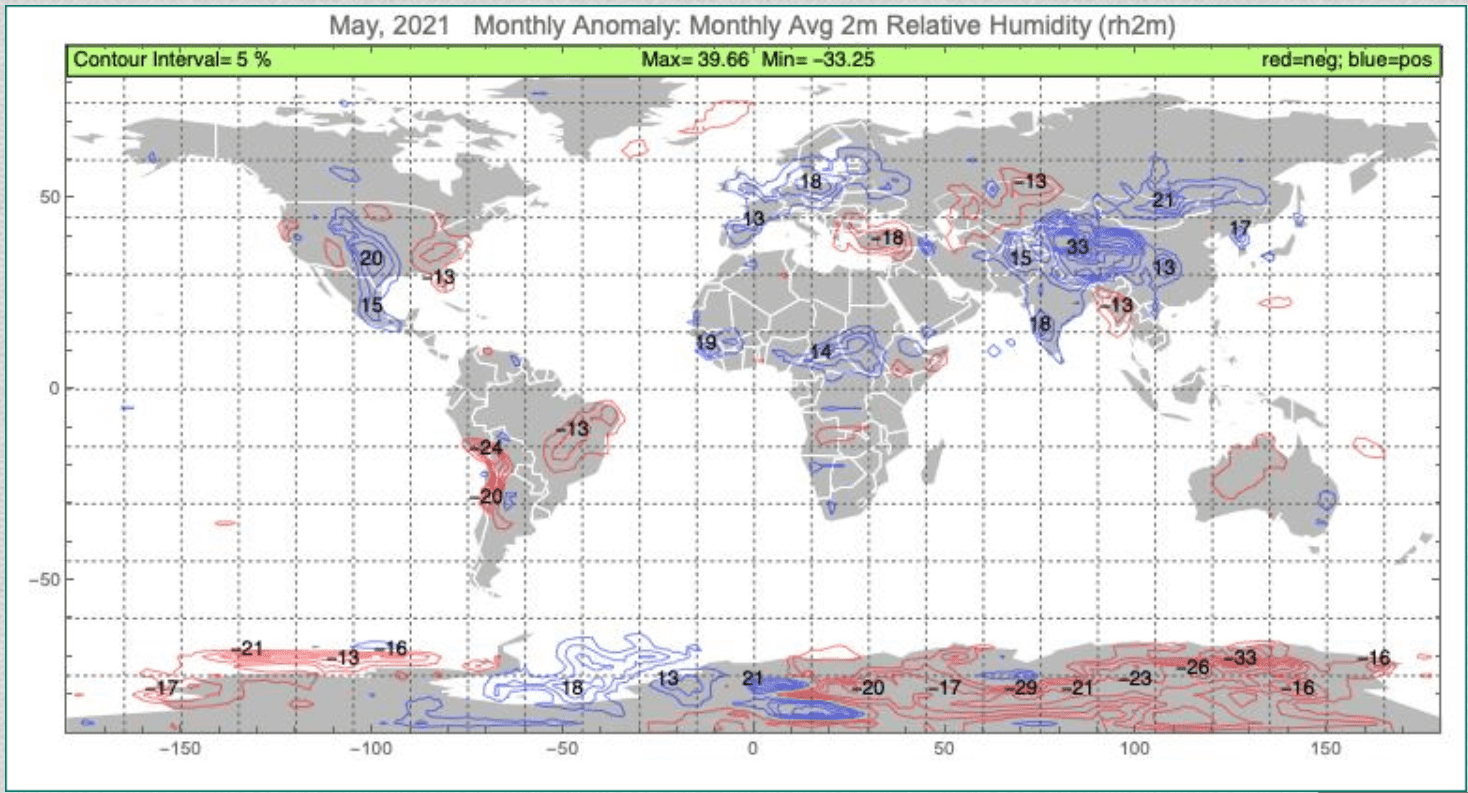 May, 2021 Monthly Anomaly: Monthly Avg 2m Relative Humidity (rh2m)
Contour Interval= 5 % Max= 39.66 Min= −33.25 red=neg; blue=pos
18 −13
50 21
13 17
−18 33
20 15 13
−13
15 −13
18
19 14
0
−13
−24
−20
−50
−21 −16 −13 −33 −16
−26
−17 18 13 21 −20 −17 −29 −21 −23 −16
−150 −100 −50 0 50 100 150